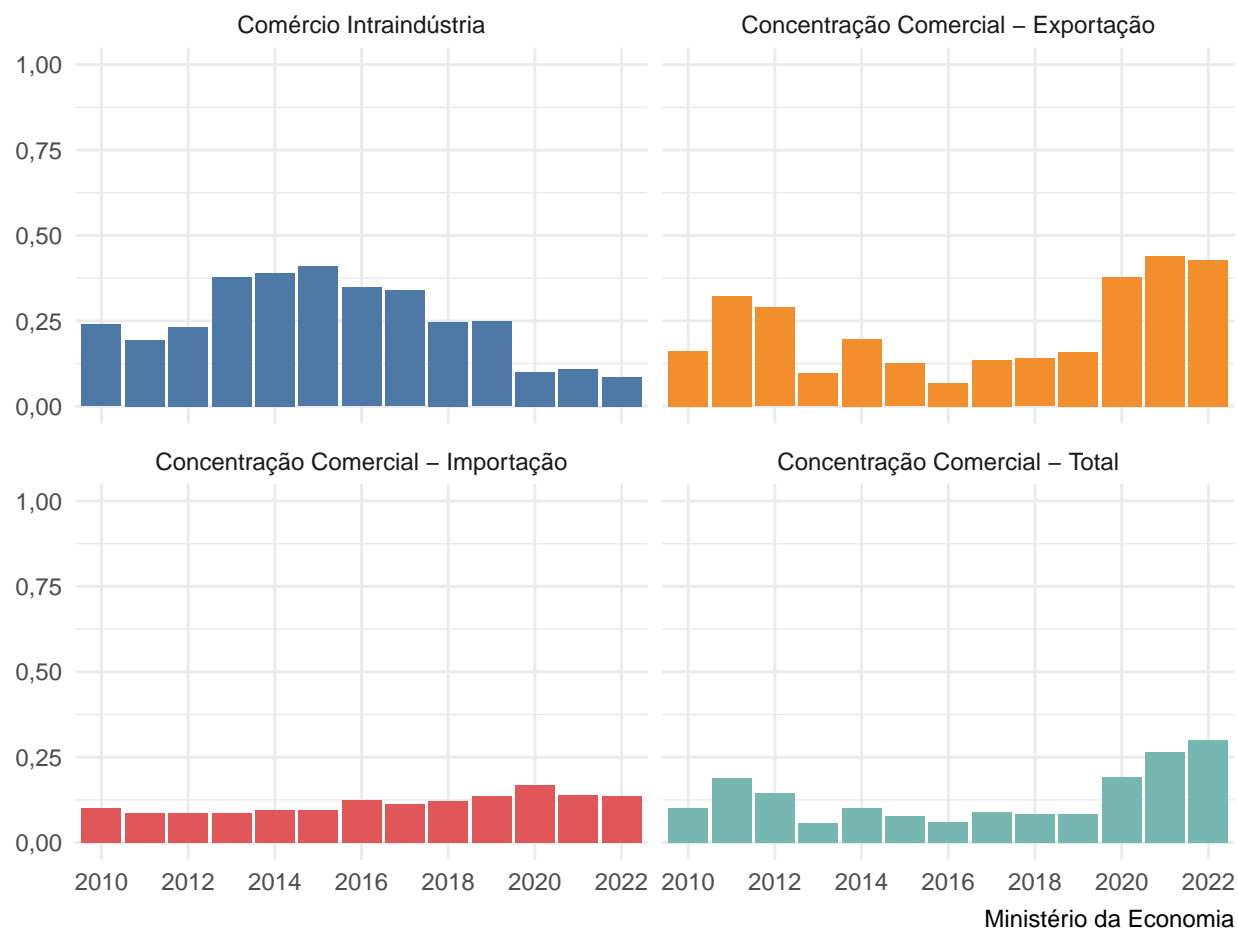 Comércio Intraindústria
Concentração Comercial – Exportação
1,00
0,75
0,50
0,25
0,00
Concentração Comercial – Importação
Concentração Comercial – Total
1,00
0,75
0,50
0,25
0,00
2010 2012 2014 2016 2018 2020 2022
2010 2012 2014 2016 2018 2020 2022
Ministério da Economia